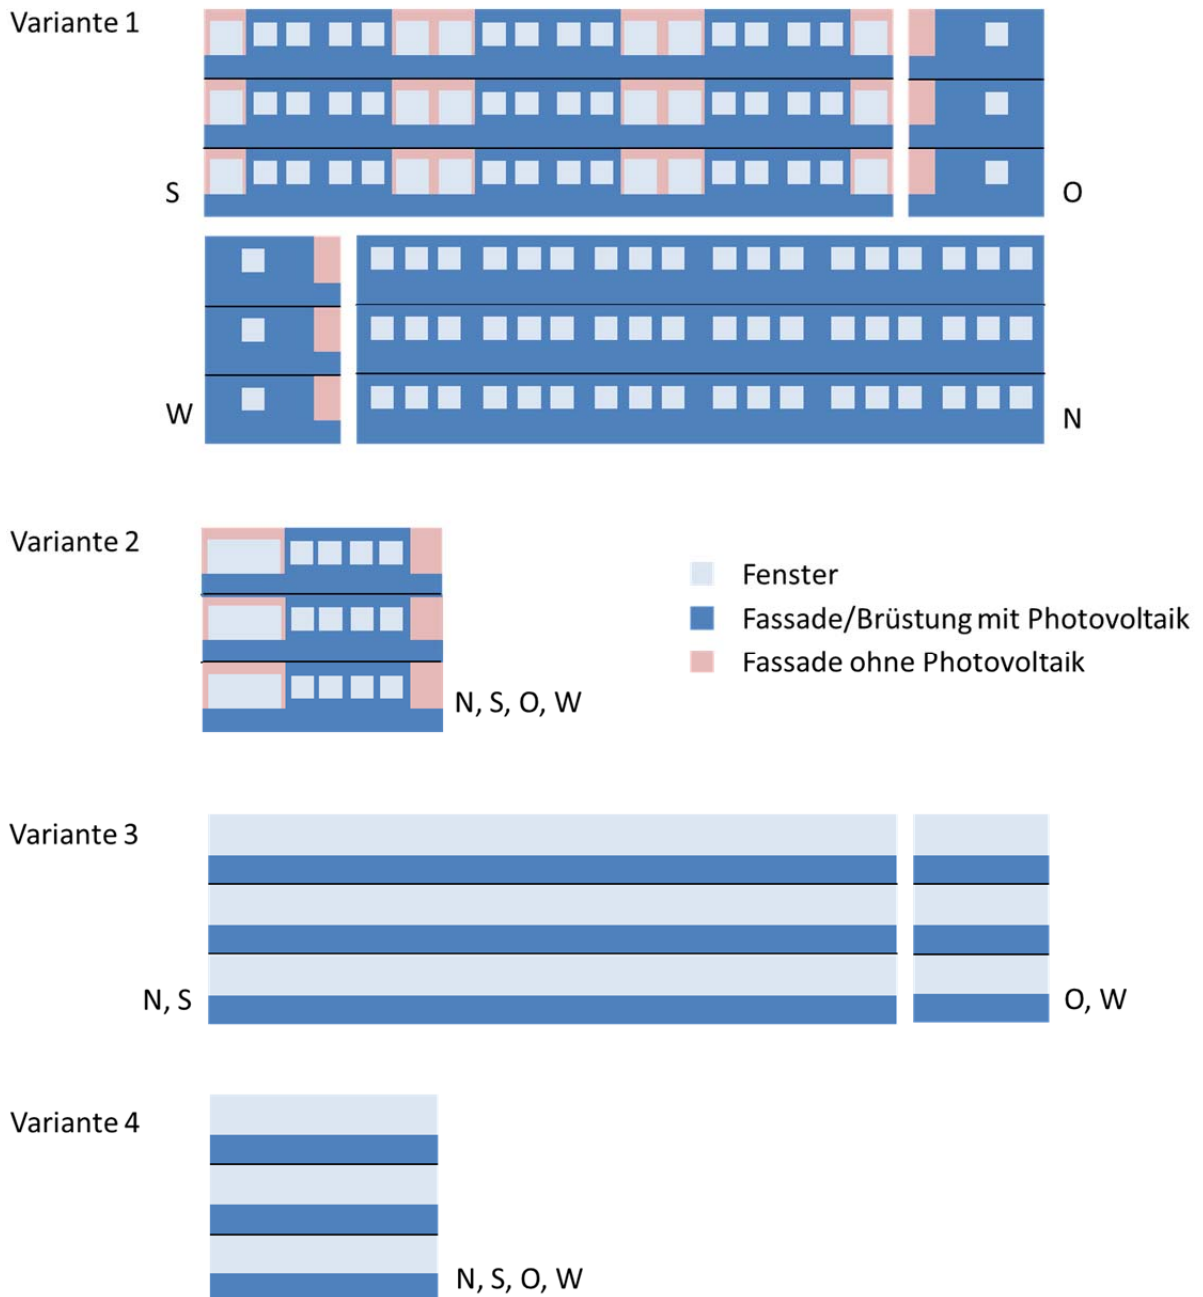 Variante 1
S
O
W
N
Variante 2
Fenster
Fassade/Brüstung mit Photovoltaik
Fassade ohne Photovoltaik
N, S, O, W
Variante 3
N, S
O, W
Variante 4
N, S, O, W